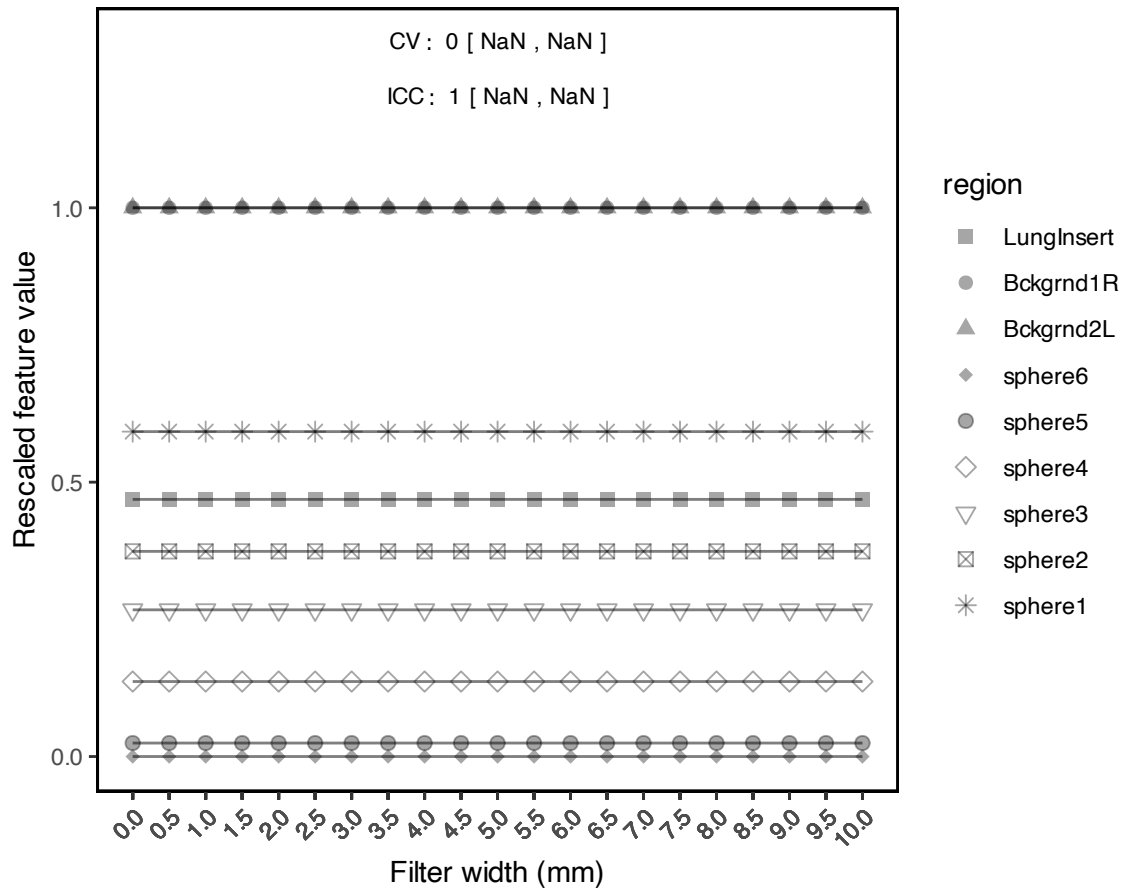 CV: 0 [ NaN , NaN ]
ICC: 1 [ NaN , NaN ]
Rescaled feature value
1.0
0.5
0.0
0.0 0.5 1.0 1.5 2.0 2.5 3.0 3.5 4.0 4.5 5.0 5.5 6.0 6.5 7.0 7.5 8.0 8.5 9.0 9.5 10.0
Filter width (mm)
region
LungInsert
Bckgrnd1R
Bckgrnd2L
sphere6
sphere5
sphere4
sphere3
sphere2
sphere1